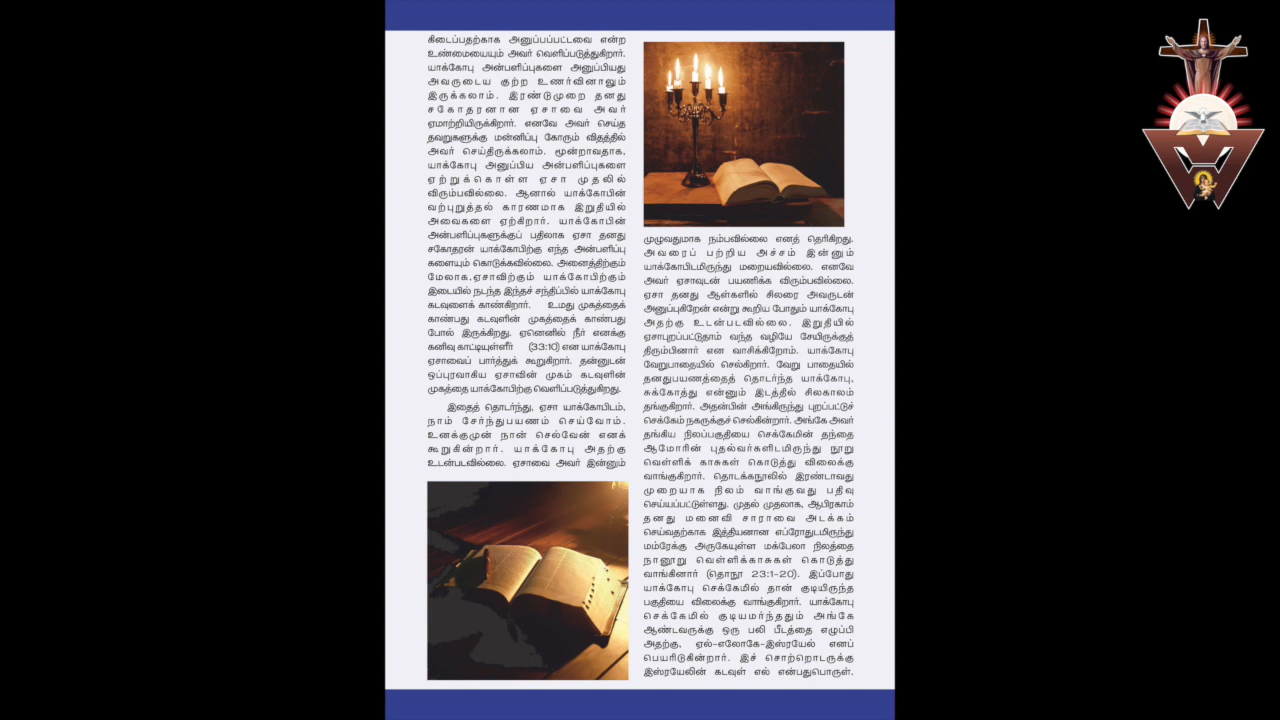 கிடைப்பதற்காக அனுப்பப்பட்டவை என்ற
உண்மையையும் அவர் வெளிப்படுத்துகிறார்.
யாக்கோபு அன்பளிப்புகளை அனுப்பியது
அவருடைய குற்ற உணர்வினாலும்
இருக்கலாம். இரண்டுமுறை தனது
சகோதரனான ஏசாவை அவர்
ஏமாற்றியிருக்கிறார். எனவே அவர் செய்த
தவறுகளுக்கு மன்னிப்பு கோரும் விதத்தில்
அவர் செய்திருக்கலாம். மூன்றாவதாக,
யாக்கோபு அனுப்பிய அன்பளிப்புகளை
ஏற்றுக்கொள்ள ஏசா முதலில்
விரும்பவில்லை. ஆனால் யாக்கோபின்
வற்புறுத்தல் காரணமாக இறுதியில்
அவைகளை ஏற்கிறார். யாக்கோபின்
அன்பளிப்புகளுக்குப் பதிலாக ஏசா தனது
சகோதரன் யாக்கோபிற்கு எந்த அன்பளிப்பு
களையும் கொடுக்கவில்லை. அனைத்திற்கும்
மேலாக,ஏசாவிற்கும் யாக்கோபிற்கும்
இடையில் நடந்த இந்தச் சந்திப்பில் யாக்கோபு
கடவுளைக் காண்கிறார். உமது முகத்தைக்
காண்பது கடவுளின் முகத்தைக் காண்பது
போல் இருக்கிறது. ஏனெனில் நீர் எனக்கு
கனிவு காட்டியுள்ளீர் (33:10) என யாக்கோபு
ஏசாவைப் பார்த்துக் கூறுகிறார். தன்னுடன்
ஒப்புரவாகிய ஏசாவின் முகம் கடவுளின்
முகத்தை யாக்கோபிற்கு வெளிப்படுத்துகிறது.
இதைத் தொடர்ந்து, ஏசா யாக்கோபிடம்,
நாம் சேர்ந்துபயணம் செய்வோம்.
உனக்குமுன் நான் செல்வேன் எனக்
கூறுகின்றார். யாக்கோபு அதற்கு
உடன்படவில்லை. ஏசாவை அவர் இன்னும்
முழுவதுமாக நம்பவில்லை எனத் தெரிகிறது.
அவரைப் பற்றிய அச்சம் இன்னும்
யாக்கோபிடமிருந்து மறையவில்லை. எனவே
அவர் ஏசாவுடன் பயணிக்க விரும்பவில்லை.
ஏசா தனது ஆள்களில் சிலரை அவருடன்
அனுப்புகிறேன் என்று கூறிய போதும் யாக்கோபு
அதற்கு உடன்படவில்லை. இறுதியில்
ஏசாபுறப்பட்டுதாம் வந்த வழியே சேயிருக்குத்
திரும்பினார் என வாசிக்கிறோம். யாக்கோபு
வேறுபாதையில் செல்கிறார். வேறு பாதையில்
தனதுபயணத்தைத் தொடர்ந்த யாக்கோபு,
சுக்கோத்து என்னும் இடத்தில் சிலகாலம்
தங்குகிறார். அதன்பின் அங்கிருந்து புறப்பட்டுச்
செக்கேம் நகருக்குச் செல்கின்றார். அங்கே அவர்
தங்கிய நிலப்பகுதியை செக்கேமின் தந்தை
ஆமோரின் புதல்வர்களிடமிருந்து நூறு
வெள்ளிக் காசுகள் கொடுத்து விலைக்கு
வாங்குகிறார். தொடக்கநூலில் இரண்டாவது
முறையாக நிலம் வாங்குவது பதிவு
செய்யப்பட்டுள்ளது. முதல் முதலாக, ஆபிரகாம்
தனது மனைவி சாராவை அடக்கம்
செய்வதற்காக இத்தியனான எப்ரோதுடமிருந்து
மம்ரேக்கு அருகேயுள்ள மக்பேலா நிலத்தை
நானூறு வெள்ளிக்காசுகள் கொடுத்து
வாங்கினார் (தொநூ 23:1-20). இப்போது
யாக்கோபு செக்கேமில் தான் குடியிருந்த
பகுதியை விலைக்கு வாங்குகிறார். யாக்கோபு
செக்கேமில் குடியமர்ந்ததும் அங்கே
ஆண்டவருக்கு ஒரு பலி பீடத்தை எழுப்பி
அதற்கு, ஏல்-எலோகே-இஸ்ரயேல் எனப்
பெயரிடுகின்றார். இச் சொற்றொடருக்கு
இஸ்ரயேலின் கடவுள் எல் என்பதுபொருள்.